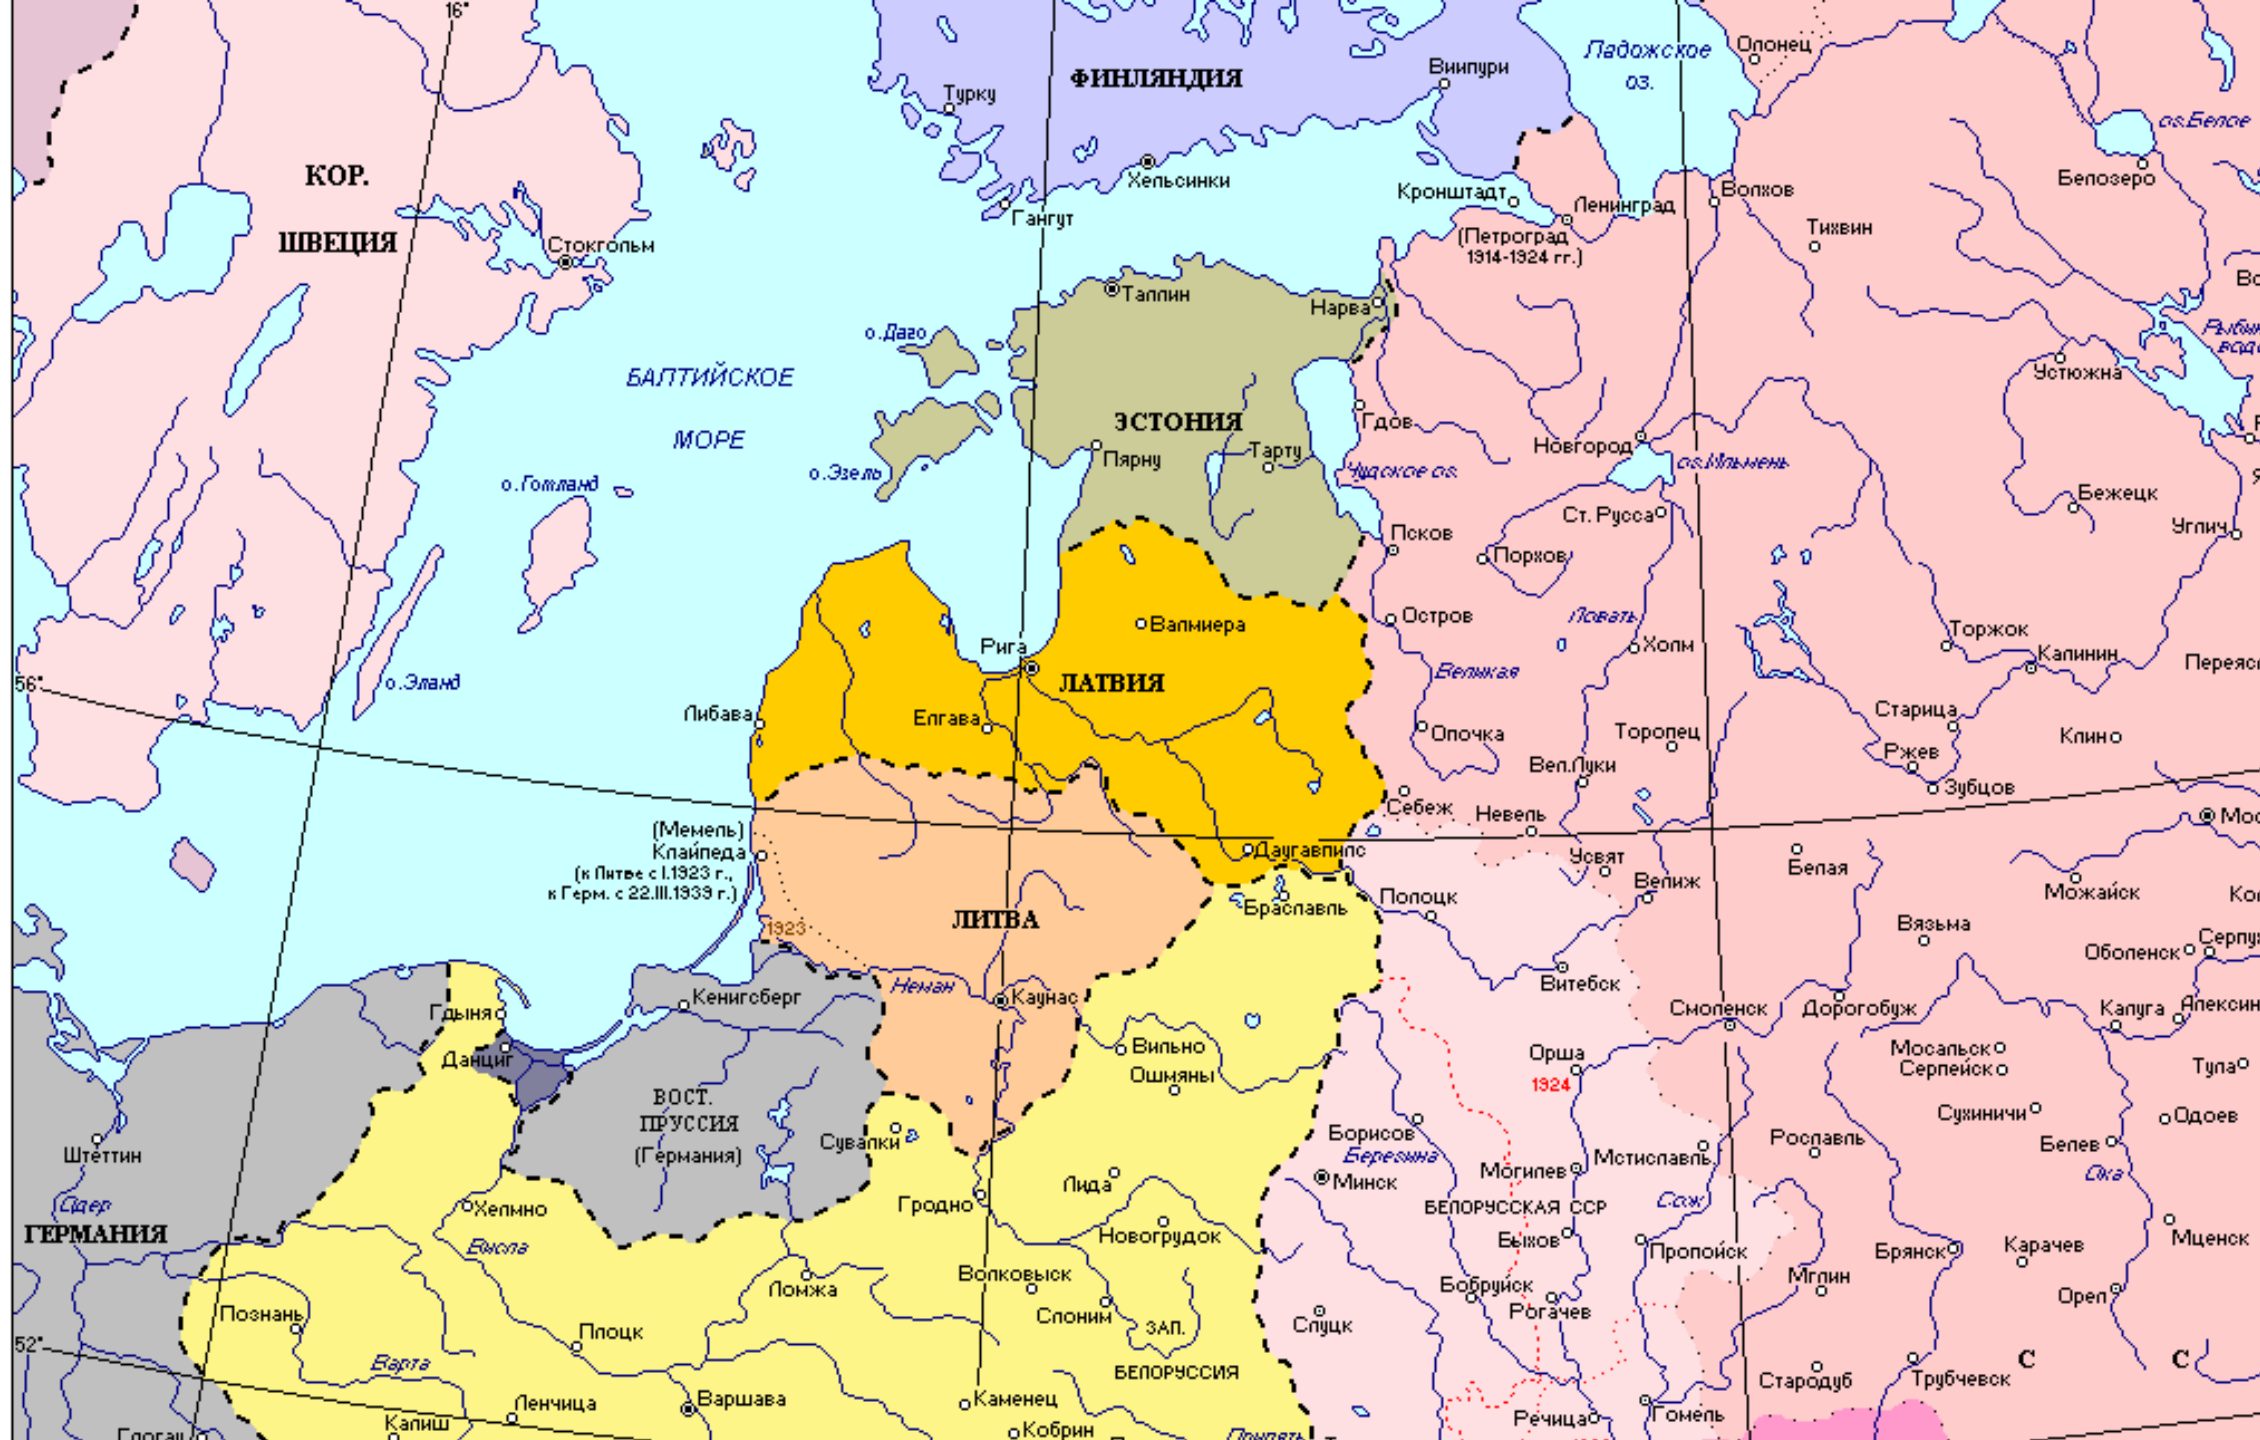 16°
КОР.
ШВЕЦИЯ
Стокгольм
БАЛТИЙСКОЕ
МОРЕ
о.Готланд
о.Эланд
56°
ФИНЛЯНДИЯ
Турку
Хельсинки
Гангут
Виипури
Ладожское
оз.
Олонец
оз.Белое
Белозеро
Кронштадт
Ленинград
(Петроград
1914-1924 гг.)
Волхов
Тихвин
Таллин
Нарва
о.Даго
о.Эзель
ЭСТОНИЯ
Пярну
Тарту
Гдов
Чудское оз.
Новгород
оз.Ильмень
Устюжна
Бежецк
Углич
Ст. Русса
Псков
Порхов
Остров
Ловать
Холм
Великая
Торжок
Калинин
Опочка
Торопец
Старица
Ржев
Клин
Зубцов
Вел.Луки
Себеж
Невель
Валмиера
Рига
ЛАТВИЯ
Либава
Елгава
Даугавпилс
(Мемель)
Клайпеда
(к Литве с I.1923 г.,
к Герм. с 22.III.1939 г.)
1923
ЛИТВА
Неман
Каунас
Браславль
Полоцк
Усвят
Велиж
Белая
Можайск
Вязьма
Оболенск
Витебск
Смоленск
Дорогобуж
Калуга
Орша
1924
Мосальск
Серпейск
Тула
Сухиничи
Одоев
Рославль
Белев
Ока
Мценск
Карачев
Брянск
Орел
Мглин
Стародуб
Трубчевск
С
С
Гдыня
Данциг
Кенигсберг
ВОСТ.
ПРУССИЯ
(Германия)
Сувалки
Вильно
Ошмяны
Лида
Гродно
Новогрудок
Волковыск
Слоним
ЗАП.
БЕЛОРУССИЯ
Борисов
Березина
Минск
Могилев
Мстиславль
БЕЛОРУССКАЯ ССР
Сож
Быхов
Пропойск
Бобруйск
Рогачев
Слуцк
Речица
Гомель
Штеттин
Одер
ГЕРМАНИЯ
Хелмно
Висла
Ломжа
Познань
Плоцк
52°
Варта
Ленчица
Варшава
Калиш
Каменец
Кобрин
Припять